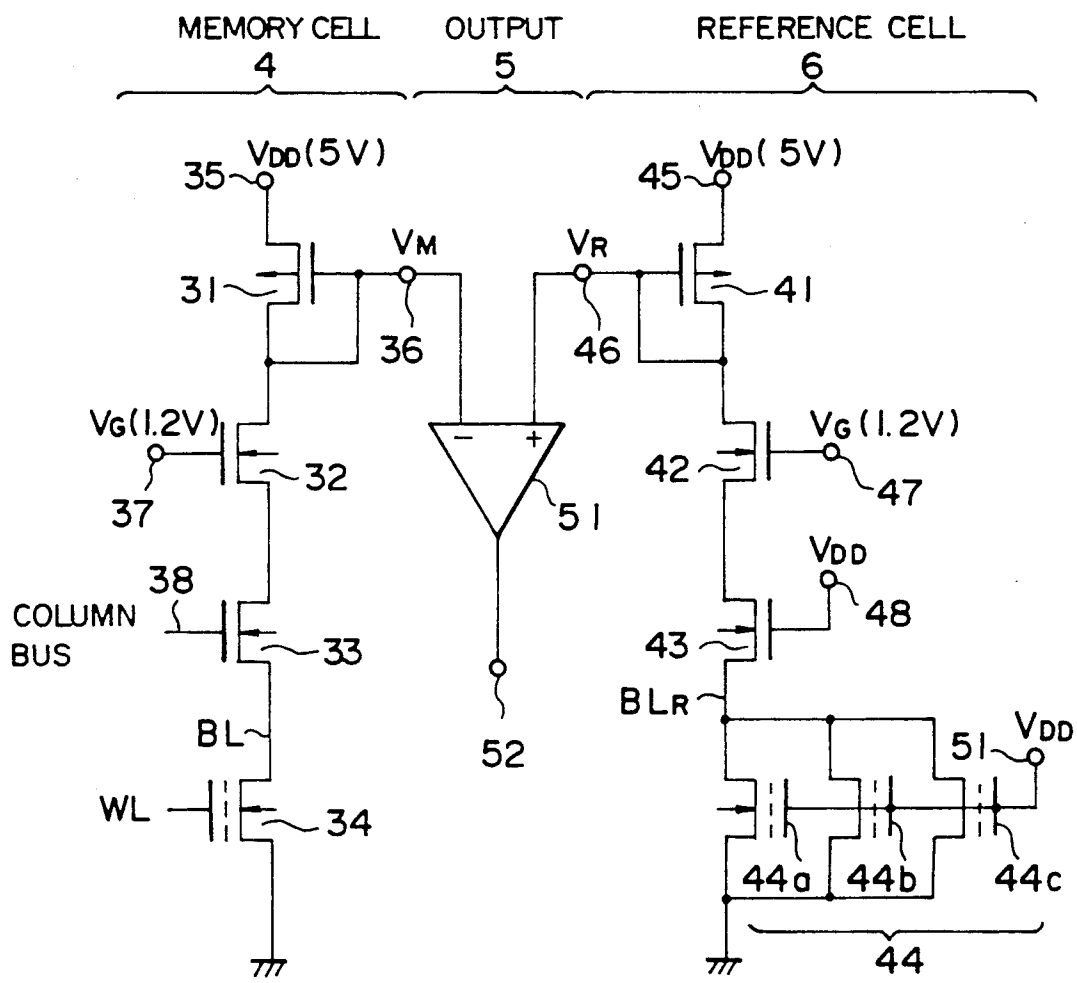 MEMORY CELL OUTPUT REFERENCE CELL
4 5 6
VDD (5V) VDD (5V)
35 45
VM VR
31 36 46 41
VG (1.2V) − + VG (1.2V)
37 32 51 42 47
VDD
38 48
COLUMN
BUS
33 43
BL BLR
52 51 VDD
WL 34
44a 44b 44c
44